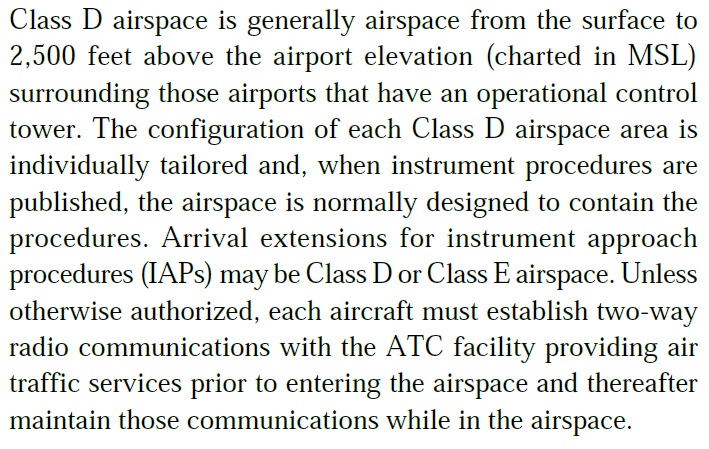 Class D airspace is generally airspace from the surface to
2,500 feet above the airport elevation (charted in MSL)
surrounding those airports that have an operational control
tower. The configuration of each Class D airspace area is
individually tailored and, when instrument procedures are
published, the airspace is normally designed to contain the
procedures. Arrival extensions for instrument approach
procedures (IAPs) may be Class D or Class E airspace. Unless
otherwise authorized, each aircraft must establish two-way
radio communications with the ATC facility providing air
traffic services prior to entering the airspace and thereafter
maintain those communications while in the airspace.